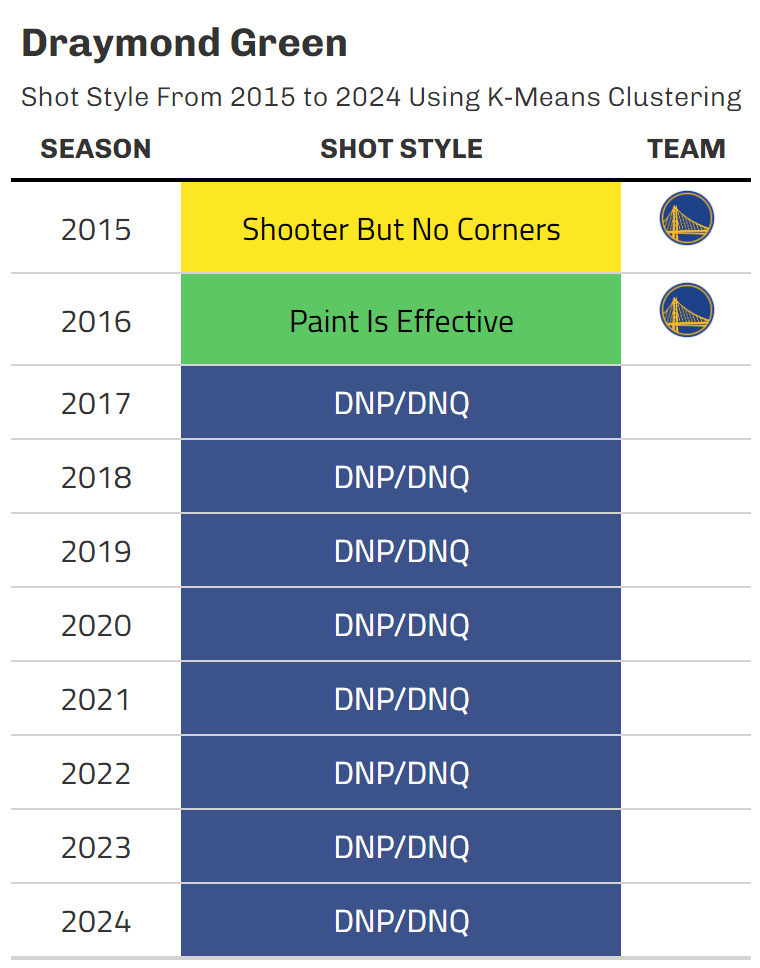 Draymond Green
Shot Style From 2015 to 2024 Using K-Means Clustering
SEASON SHOT STYLE TEAM
2015 Shooter But No Corners
2016 Paint Is Effective
2017 DNP/DNQ
2018 DNP/DNQ
2019 DNP/DNQ
2020 DNP/DNQ
2021 DNP/DNQ
2022 DNP/DNQ
2023 DNP/DNQ
2024 DNP/DNQ